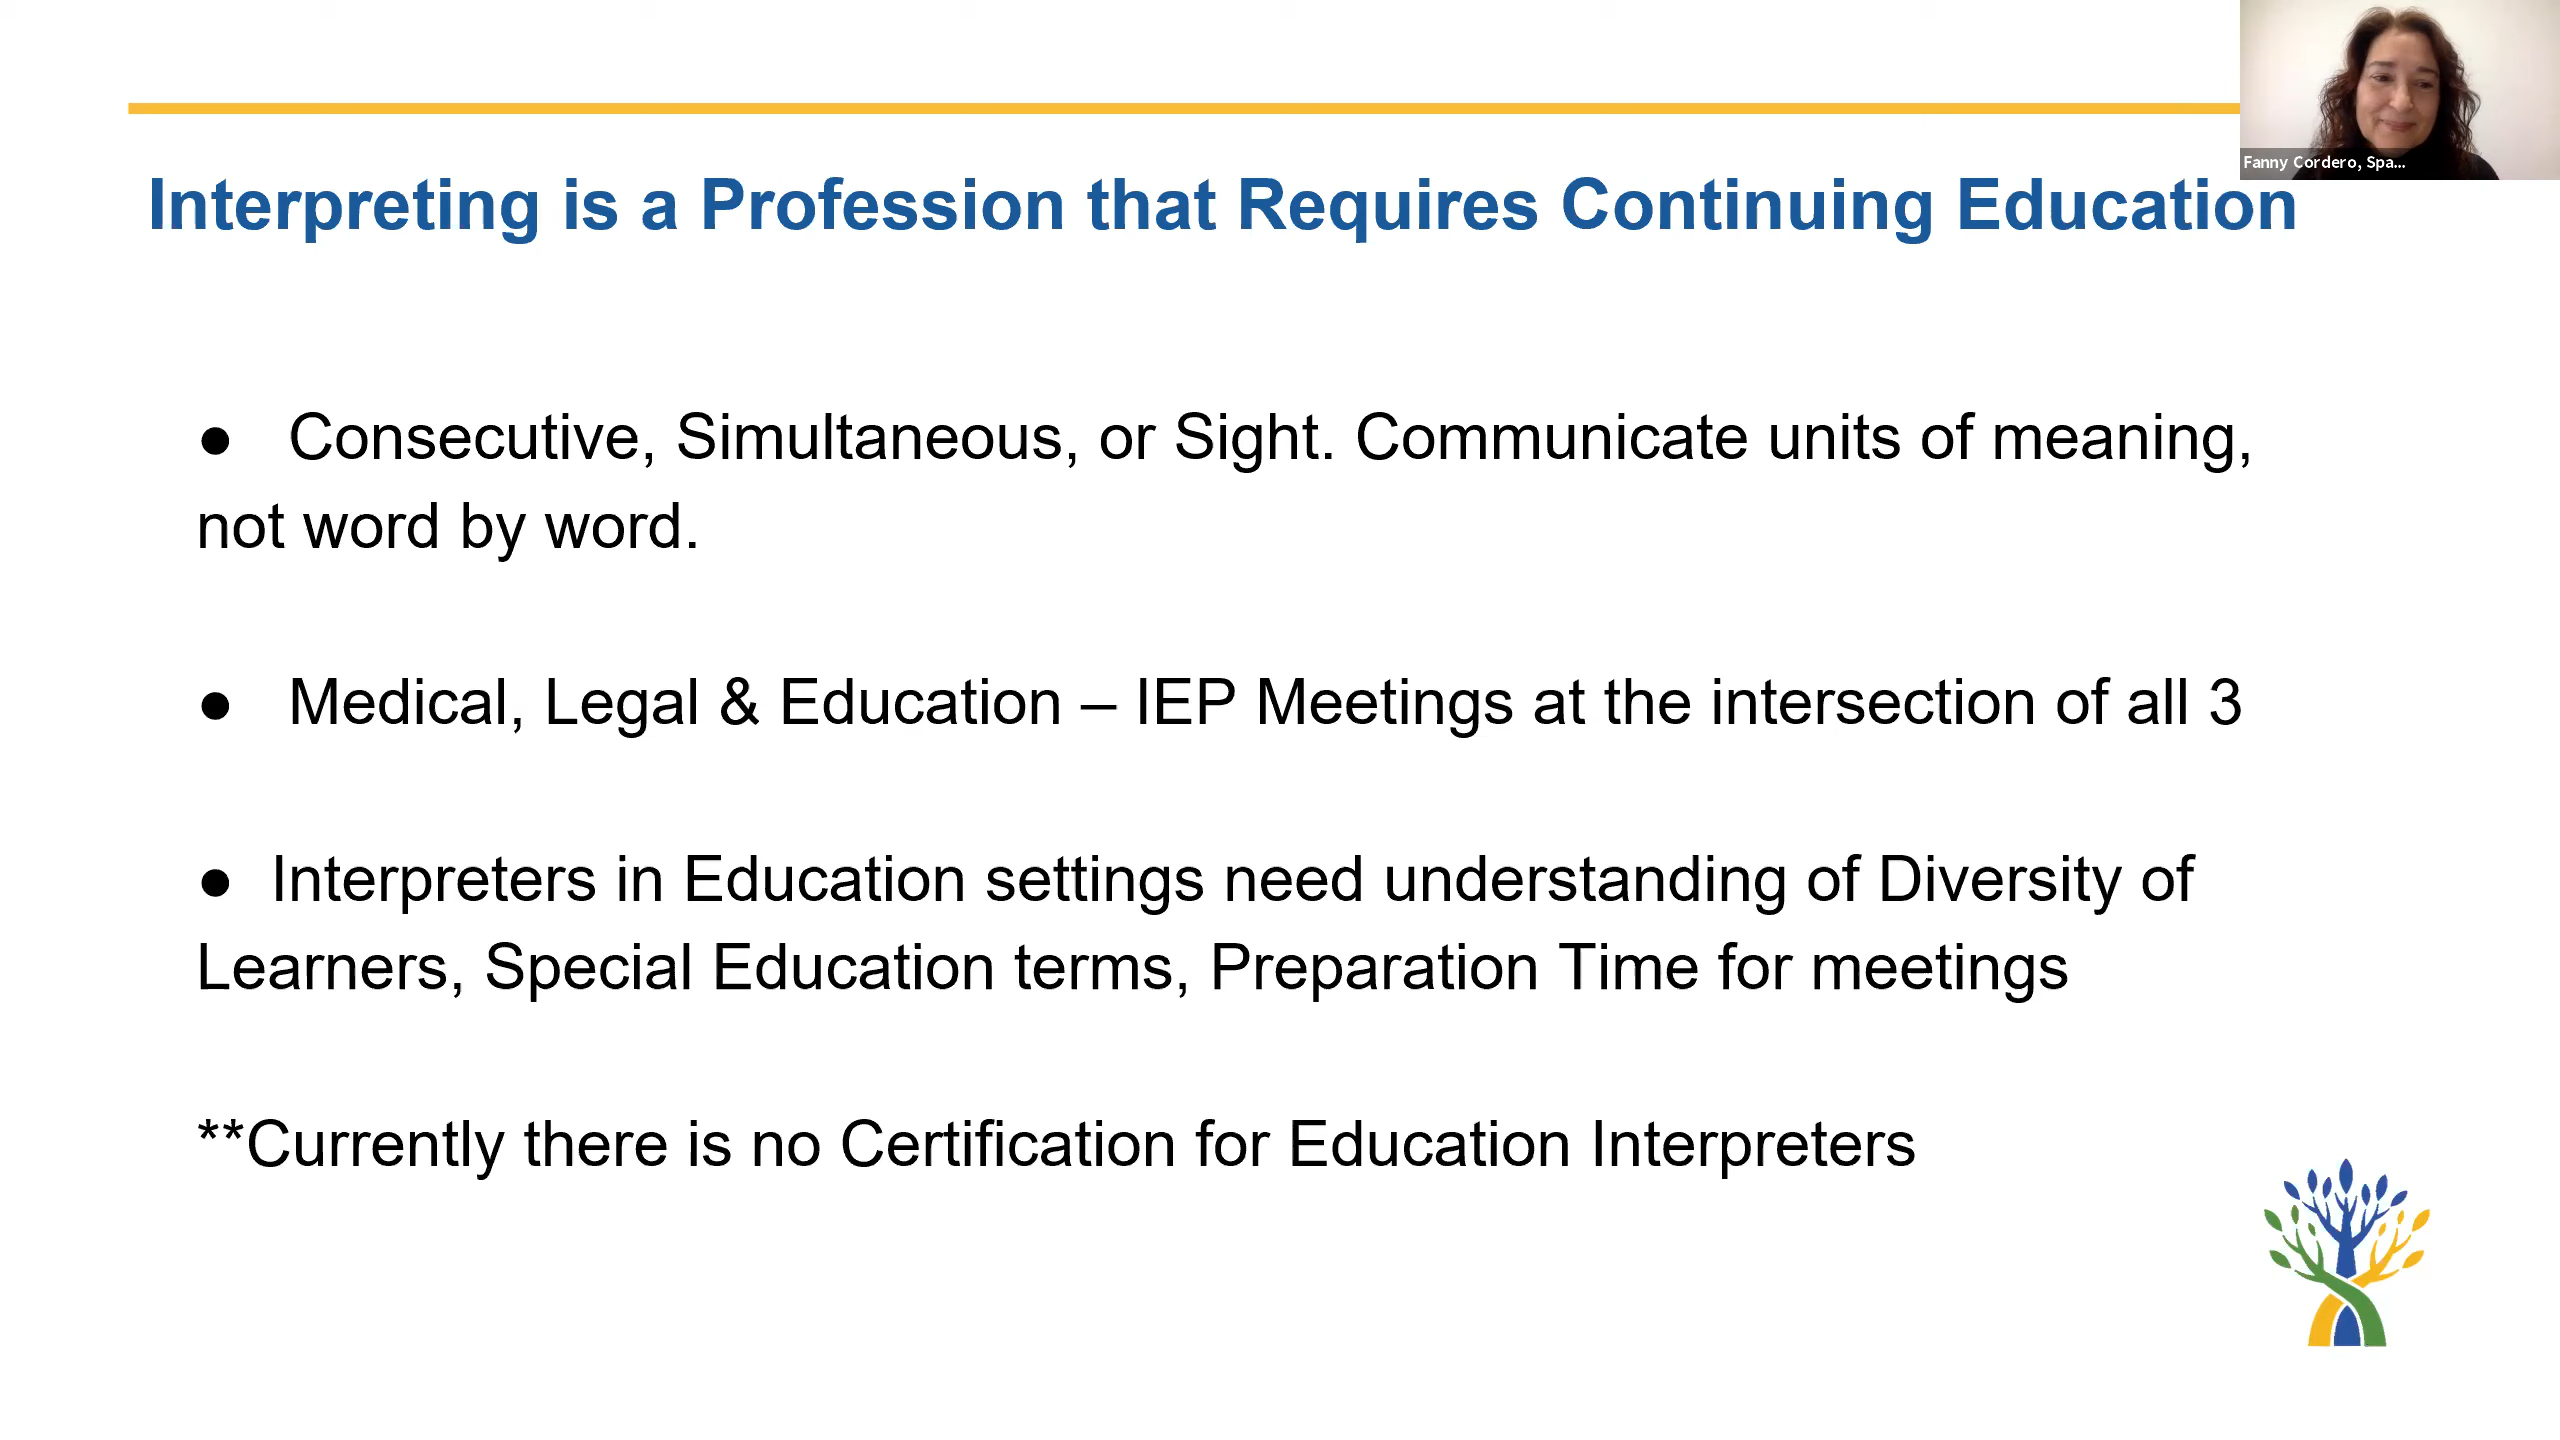 Fanny Cordero, Spa...
Interpreting is a Profession that Requires Continuing Education
● Consecutive, Simultaneous, or Sight. Communicate units of meaning,
not word by word.
● Medical, Legal & Education – IEP Meetings at the intersection of all 3
● Interpreters in Education settings need understanding of Diversity of
Learners, Special Education terms, Preparation Time for meetings
**Currently there is no Certification for Education Interpreters